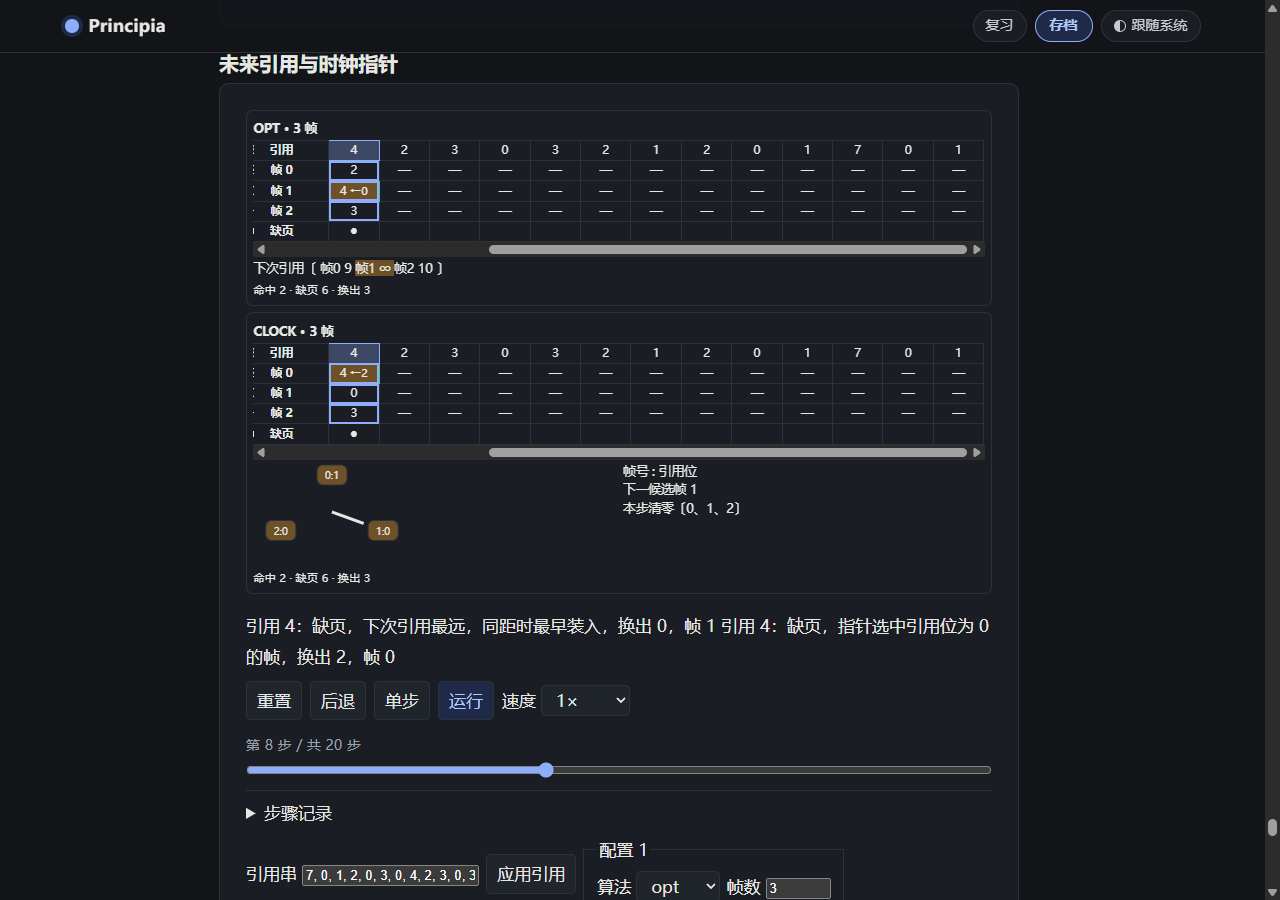 Principia
复习
存档
跟随系统
未来引用与时钟指针
OPT • 3 帧
引用 4 2 3 0 3 2 1 2 0 1 7 0 1
帧 0 2 — — — — — — — — — — — —
帧 1 4 ←0 — — — — — — — — — — — —
帧 2 3 — — — — — — — — — — — —
缺页 ●
下次引用〔 帧0 9 帧1 ∞ 帧2 10 〕
命中 2 · 缺页 6 · 换出 3
CLOCK • 3 帧
引用 4 2 3 0 3 2 1 2 0 1 7 0 1
帧 0 4 ←2 — — — — — — — — — — — —
帧 1 0 — — — — — — — — — — — —
帧 2 3 — — — — — — — — — — — —
缺页 ●
0:1
2:0
1:0
帧号 : 引用位
下一候选帧 1
本步清零〔0、1、2〕
命中 2 · 缺页 6 · 换出 3
引用 4：缺页，下次引用最远，同距时最早装入，换出 0，帧 1 引用 4：缺页，指针选中引用位为 0
的帧，换出 2，帧 0
重置 后退 单步 运行 速度 1×
第 8 步 / 共 20 步
▶ 步骤记录
引用串 7, 0, 1, 2, 0, 3, 0, 4, 2, 3, 0, 3 应用引用
配置 1
算法 opt 帧数 3